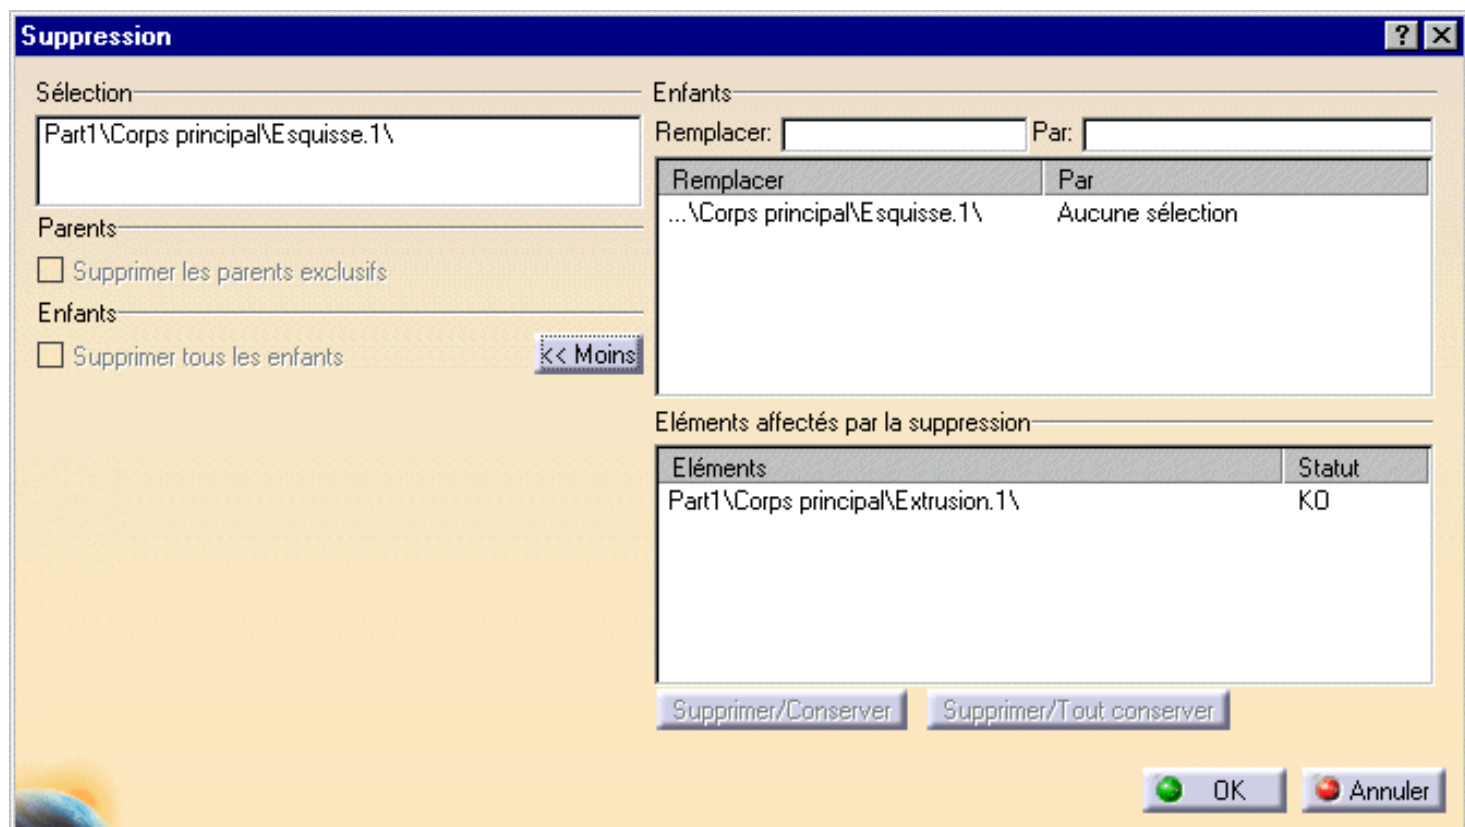 Suppression
Sélection
Part1\Corps principal\Esquisse.1\
Parents
Supprimer les parents exclusifs
Enfants
Supprimer tous les enfants
<< Moins
Enfants
Remplacer: Par:
Remplacer Par
...\Corps principal\Esquisse.1\ Aucune sélection
Eléments affectés par la suppression
Eléments Statut
Part1\Corps principal\Extrusion.1\ KO
Supprimer/Conserver Supprimer/Tout conserver
OK Annuler